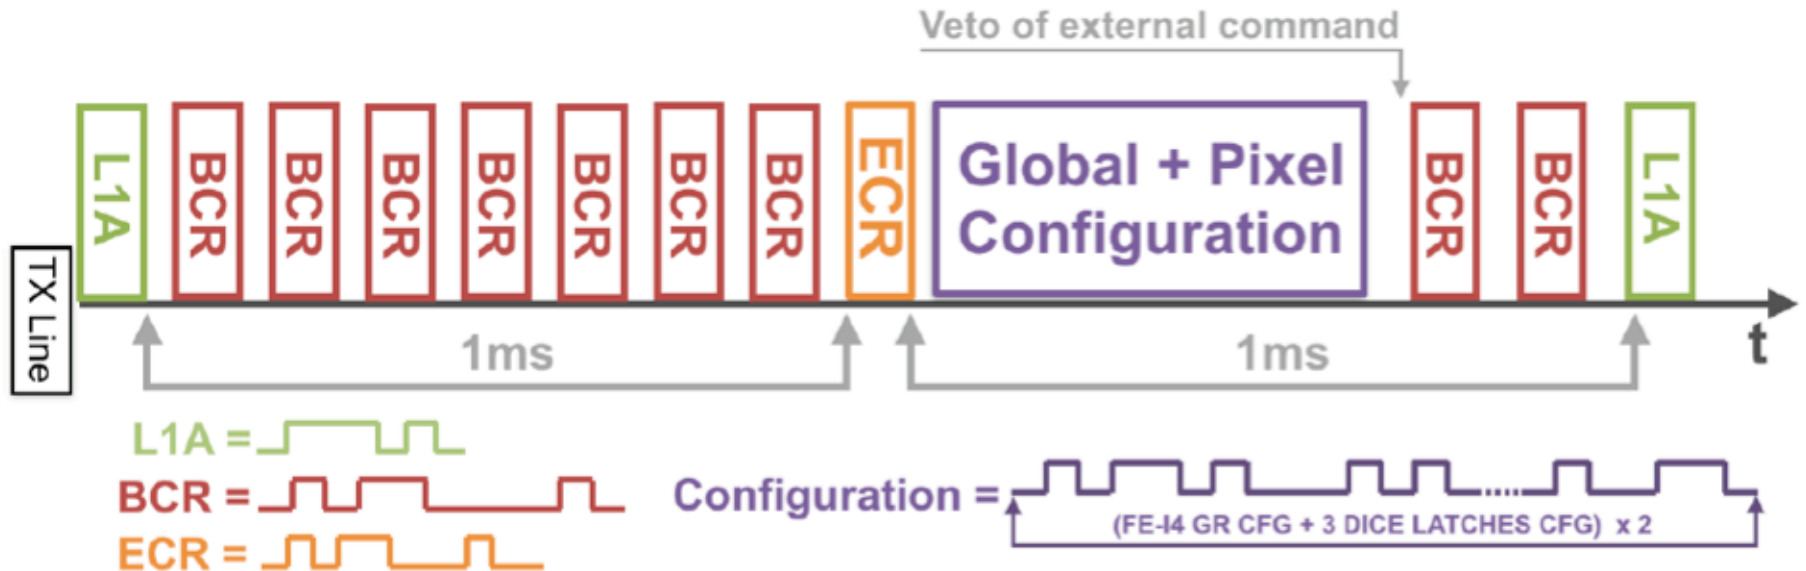 Veto of external command
L1A
BCR
BCR
BCR
BCR
BCR
BCR
BCR
ECR
Global + Pixel
Configuration
BCR
BCR
L1A
TX Line
1ms
1ms
t
L1A =
BCR =
ECR =
Configuration =
(FE-I4 GR CFG + 3 DICE LATCHES CFG) x 2